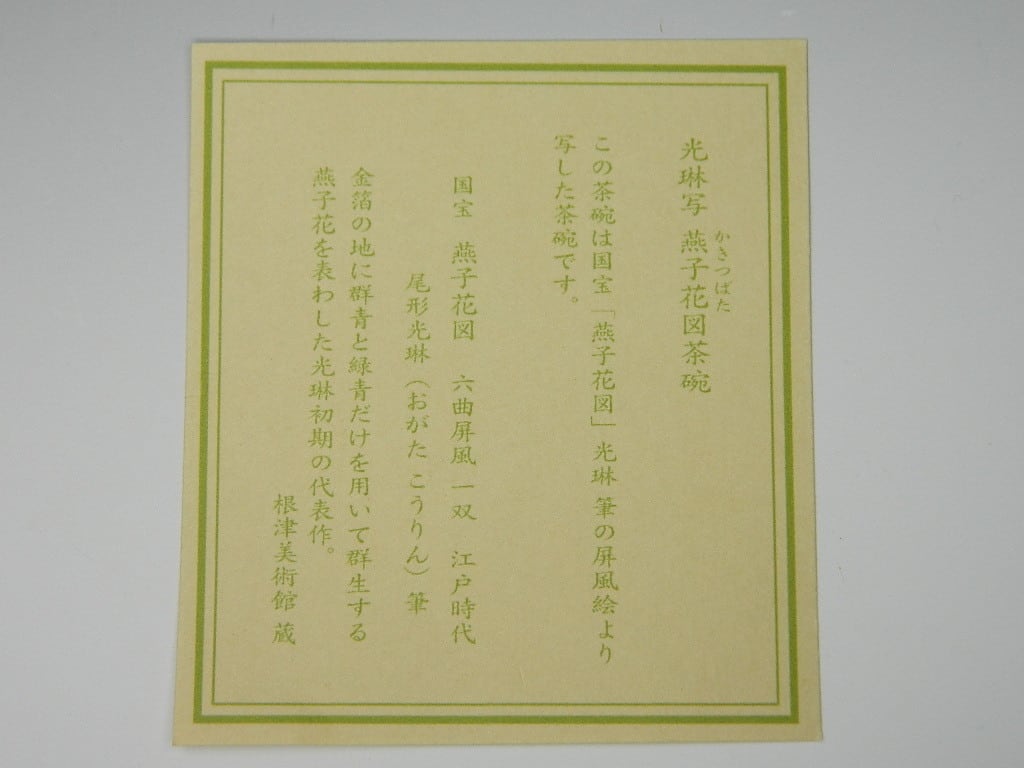 光琳写 燕子花図茶碗
かきつばた
この茶碗は国宝「燕子花図」光琳 筆の屏風絵より
写した茶碗です。
国宝 燕子花図 六曲屏風 一双 江戸時代
尾形光琳（おがた こうりん）筆
金箔の地に群青と緑青だけを用いて群生する
燕子花を表わした光琳初期の代表作。
根津美術館 蔵